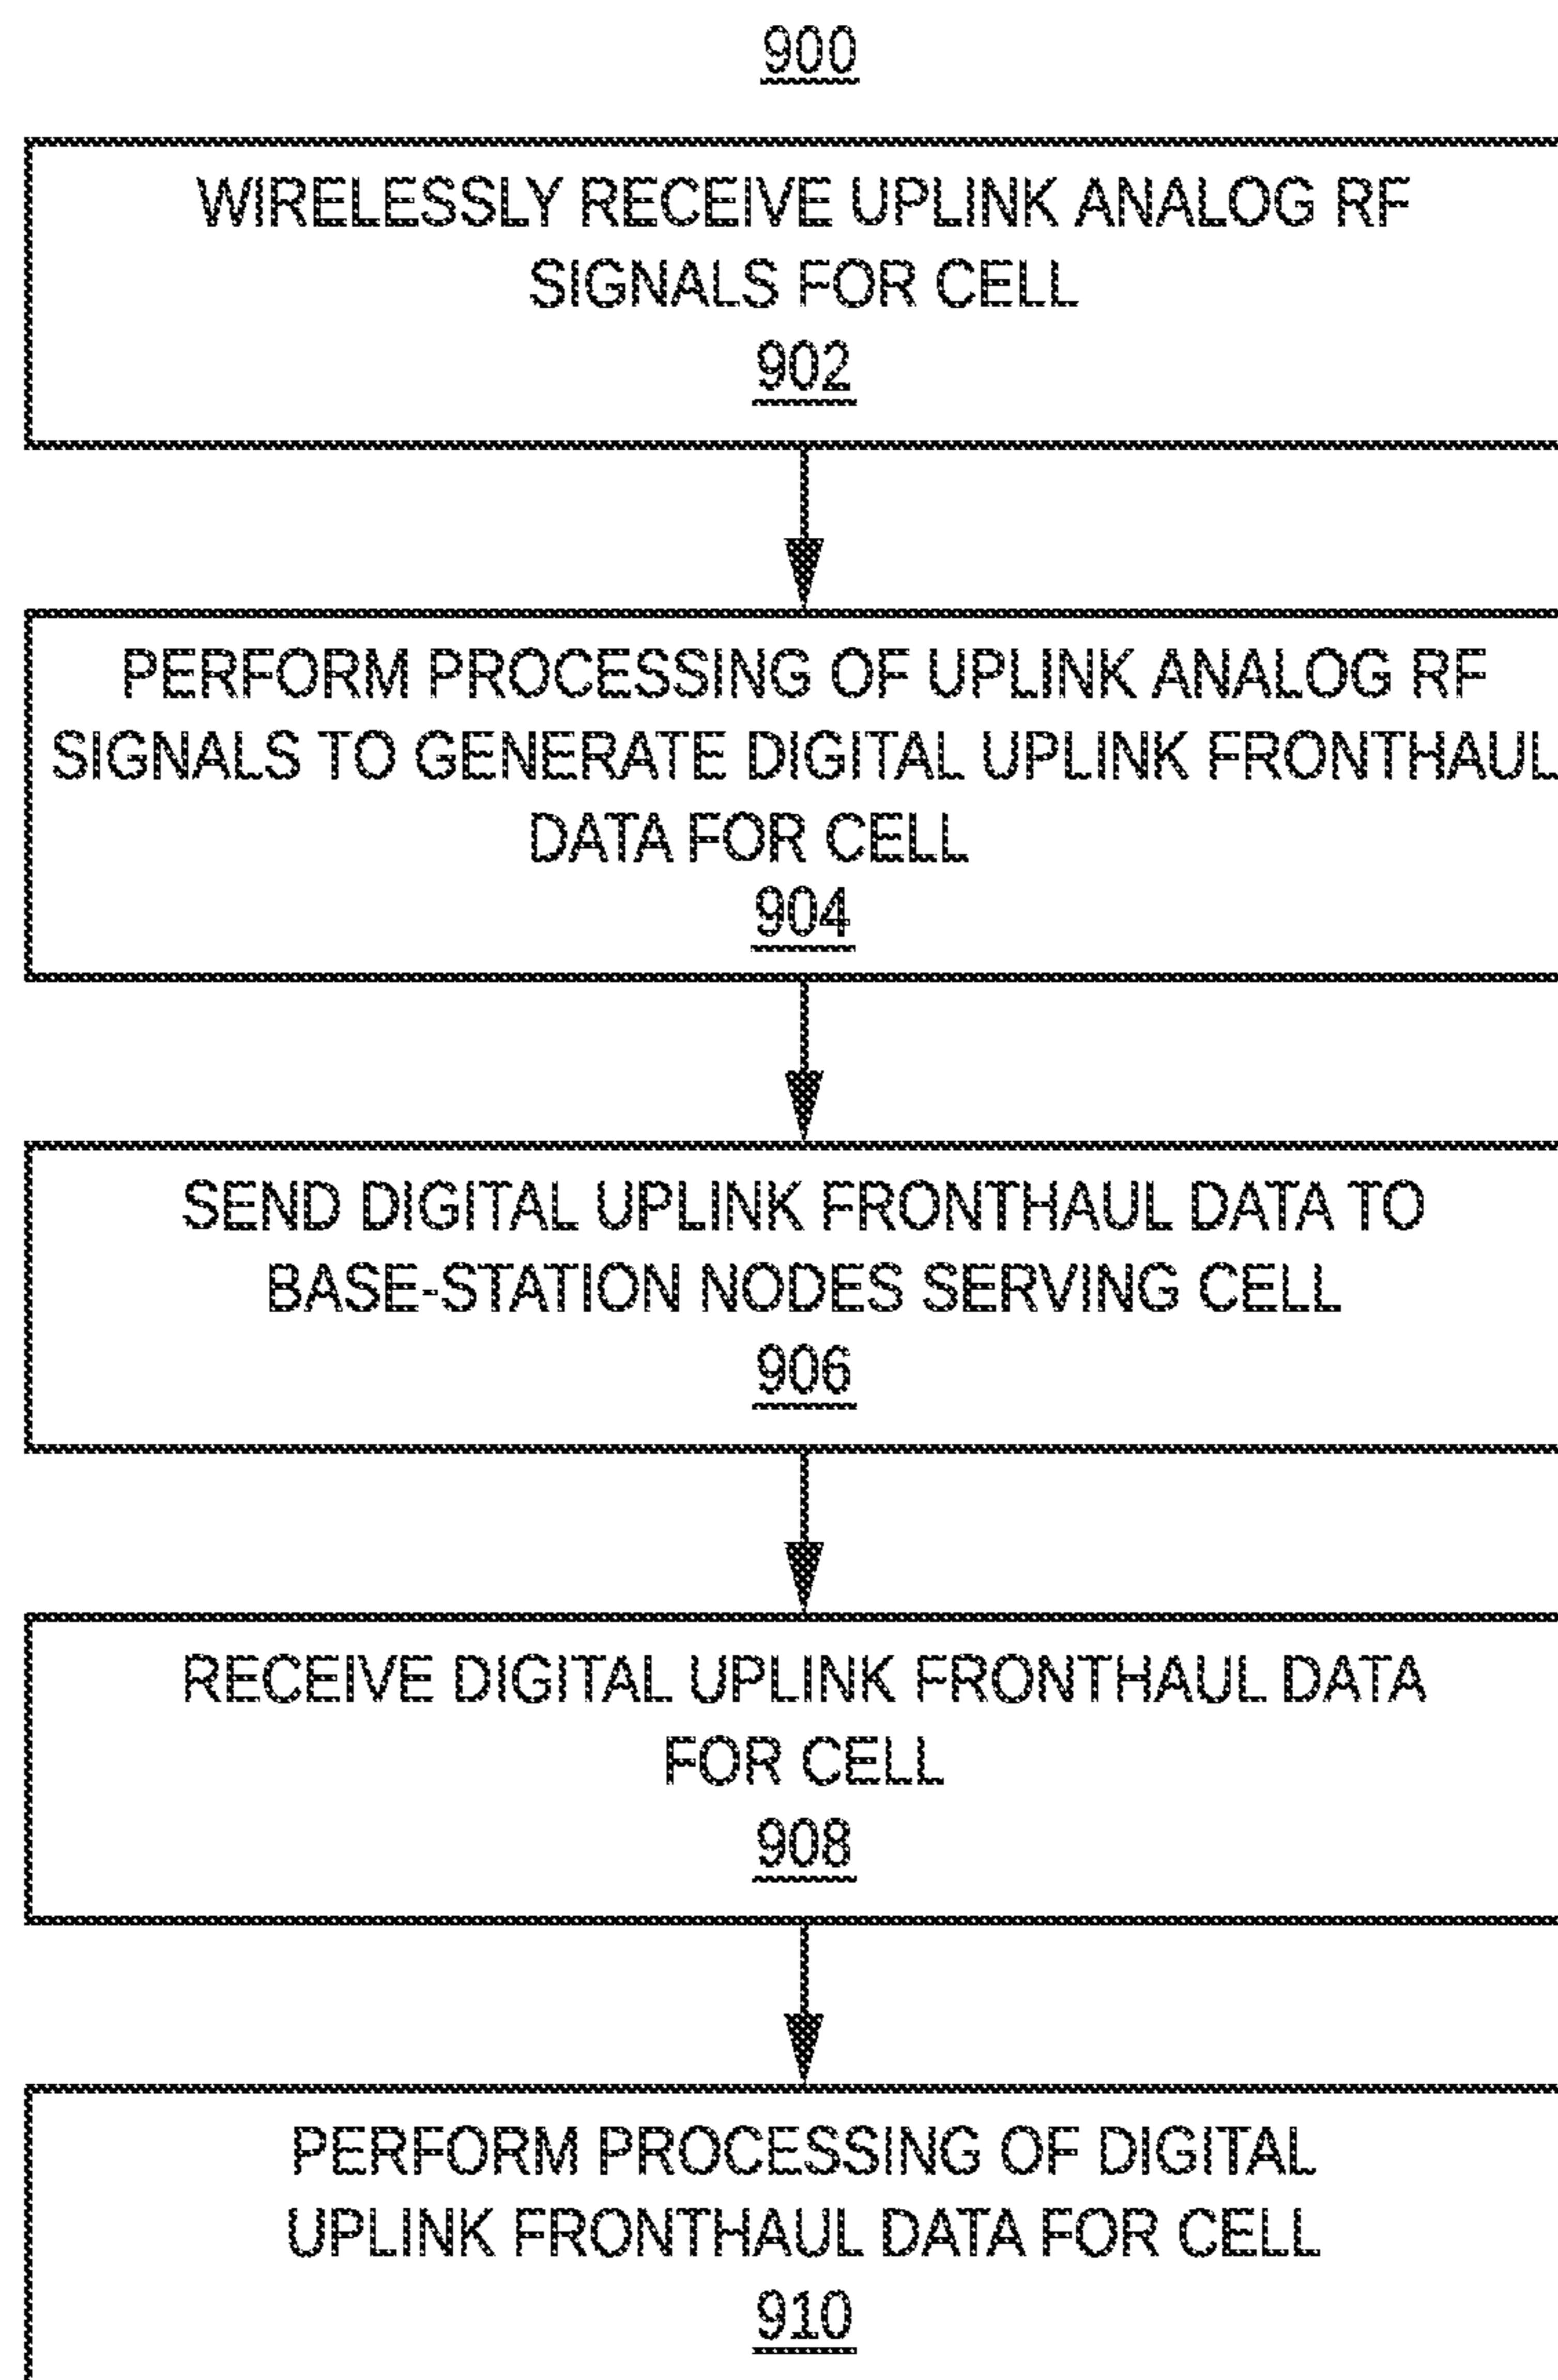 900
WIRELESSLY RECEIVE UPLINK ANALOG RF
SIGNALS FOR CELL
902
PERFORM PROCESSING OF UPLINK ANALOG RF
SIGNALS TO GENERATE DIGITAL UPLINK FRONTHAUL
DATA FOR CELL
904
SEND DIGITAL UPLINK FRONTHAUL DATA TO
BASE-STATION NODES SERVING CELL
906
RECEIVE DIGITAL UPLINK FRONTHAUL DATA
FOR CELL
908
PERFORM PROCESSING OF DIGITAL
UPLINK FRONTHAUL DATA FOR CELL
910